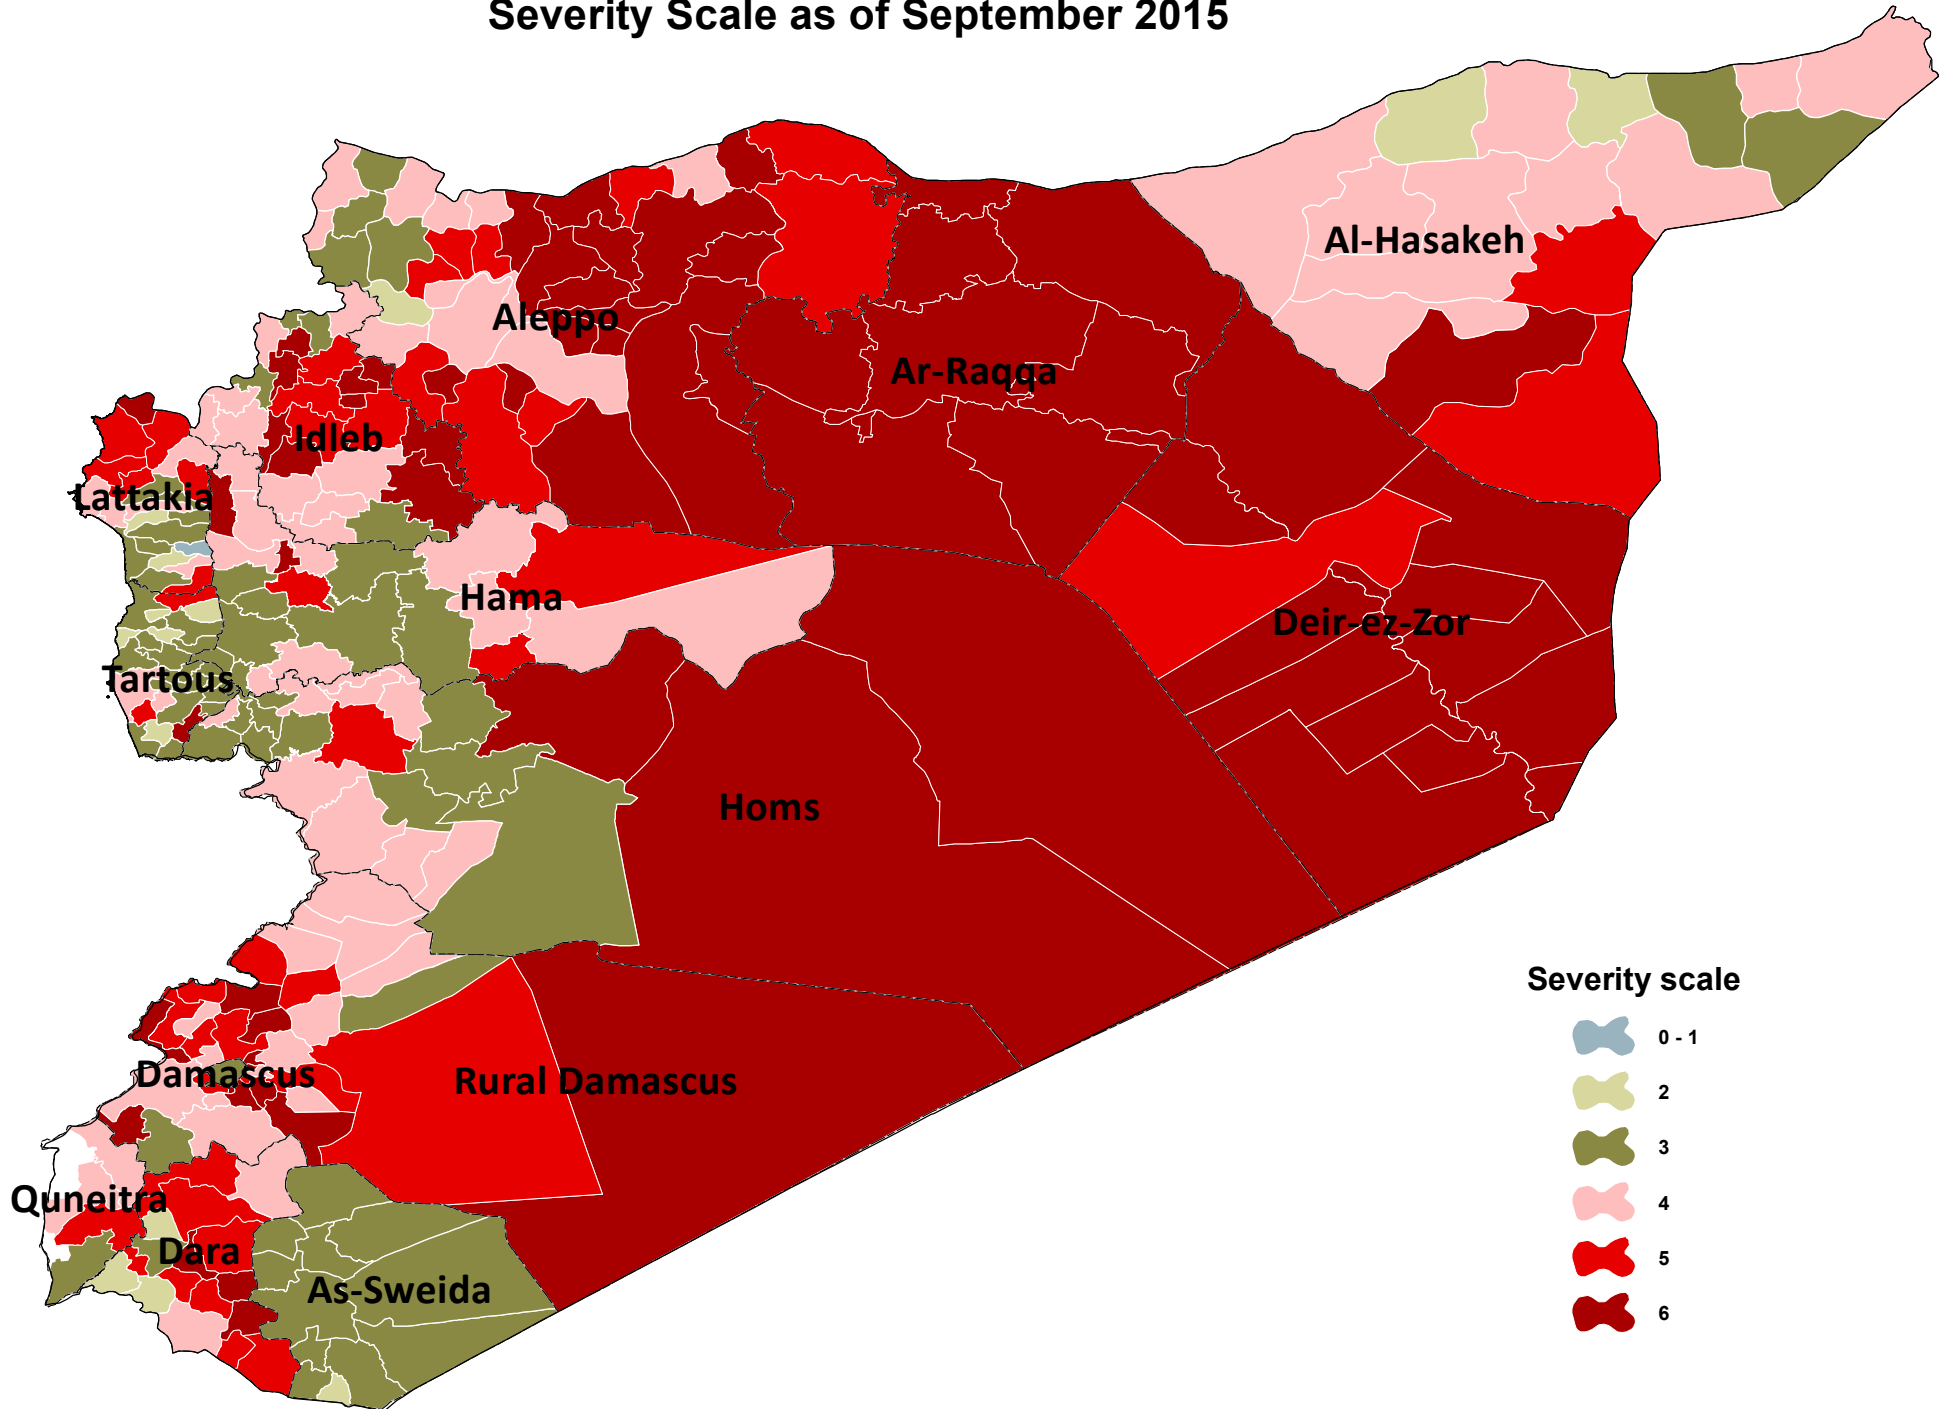 Severity Scale as of September 2015
Al-Hasakeh
Aleppo
Ar-Raqqa
Idleb
Lattakia
Hama
Deir-ez-Zor
Tartous
Homs
Severity scale
0 - 1
Damascus
Rural Damascus
2
3
Quneitra
4
Dara
5
As-Sweida
6